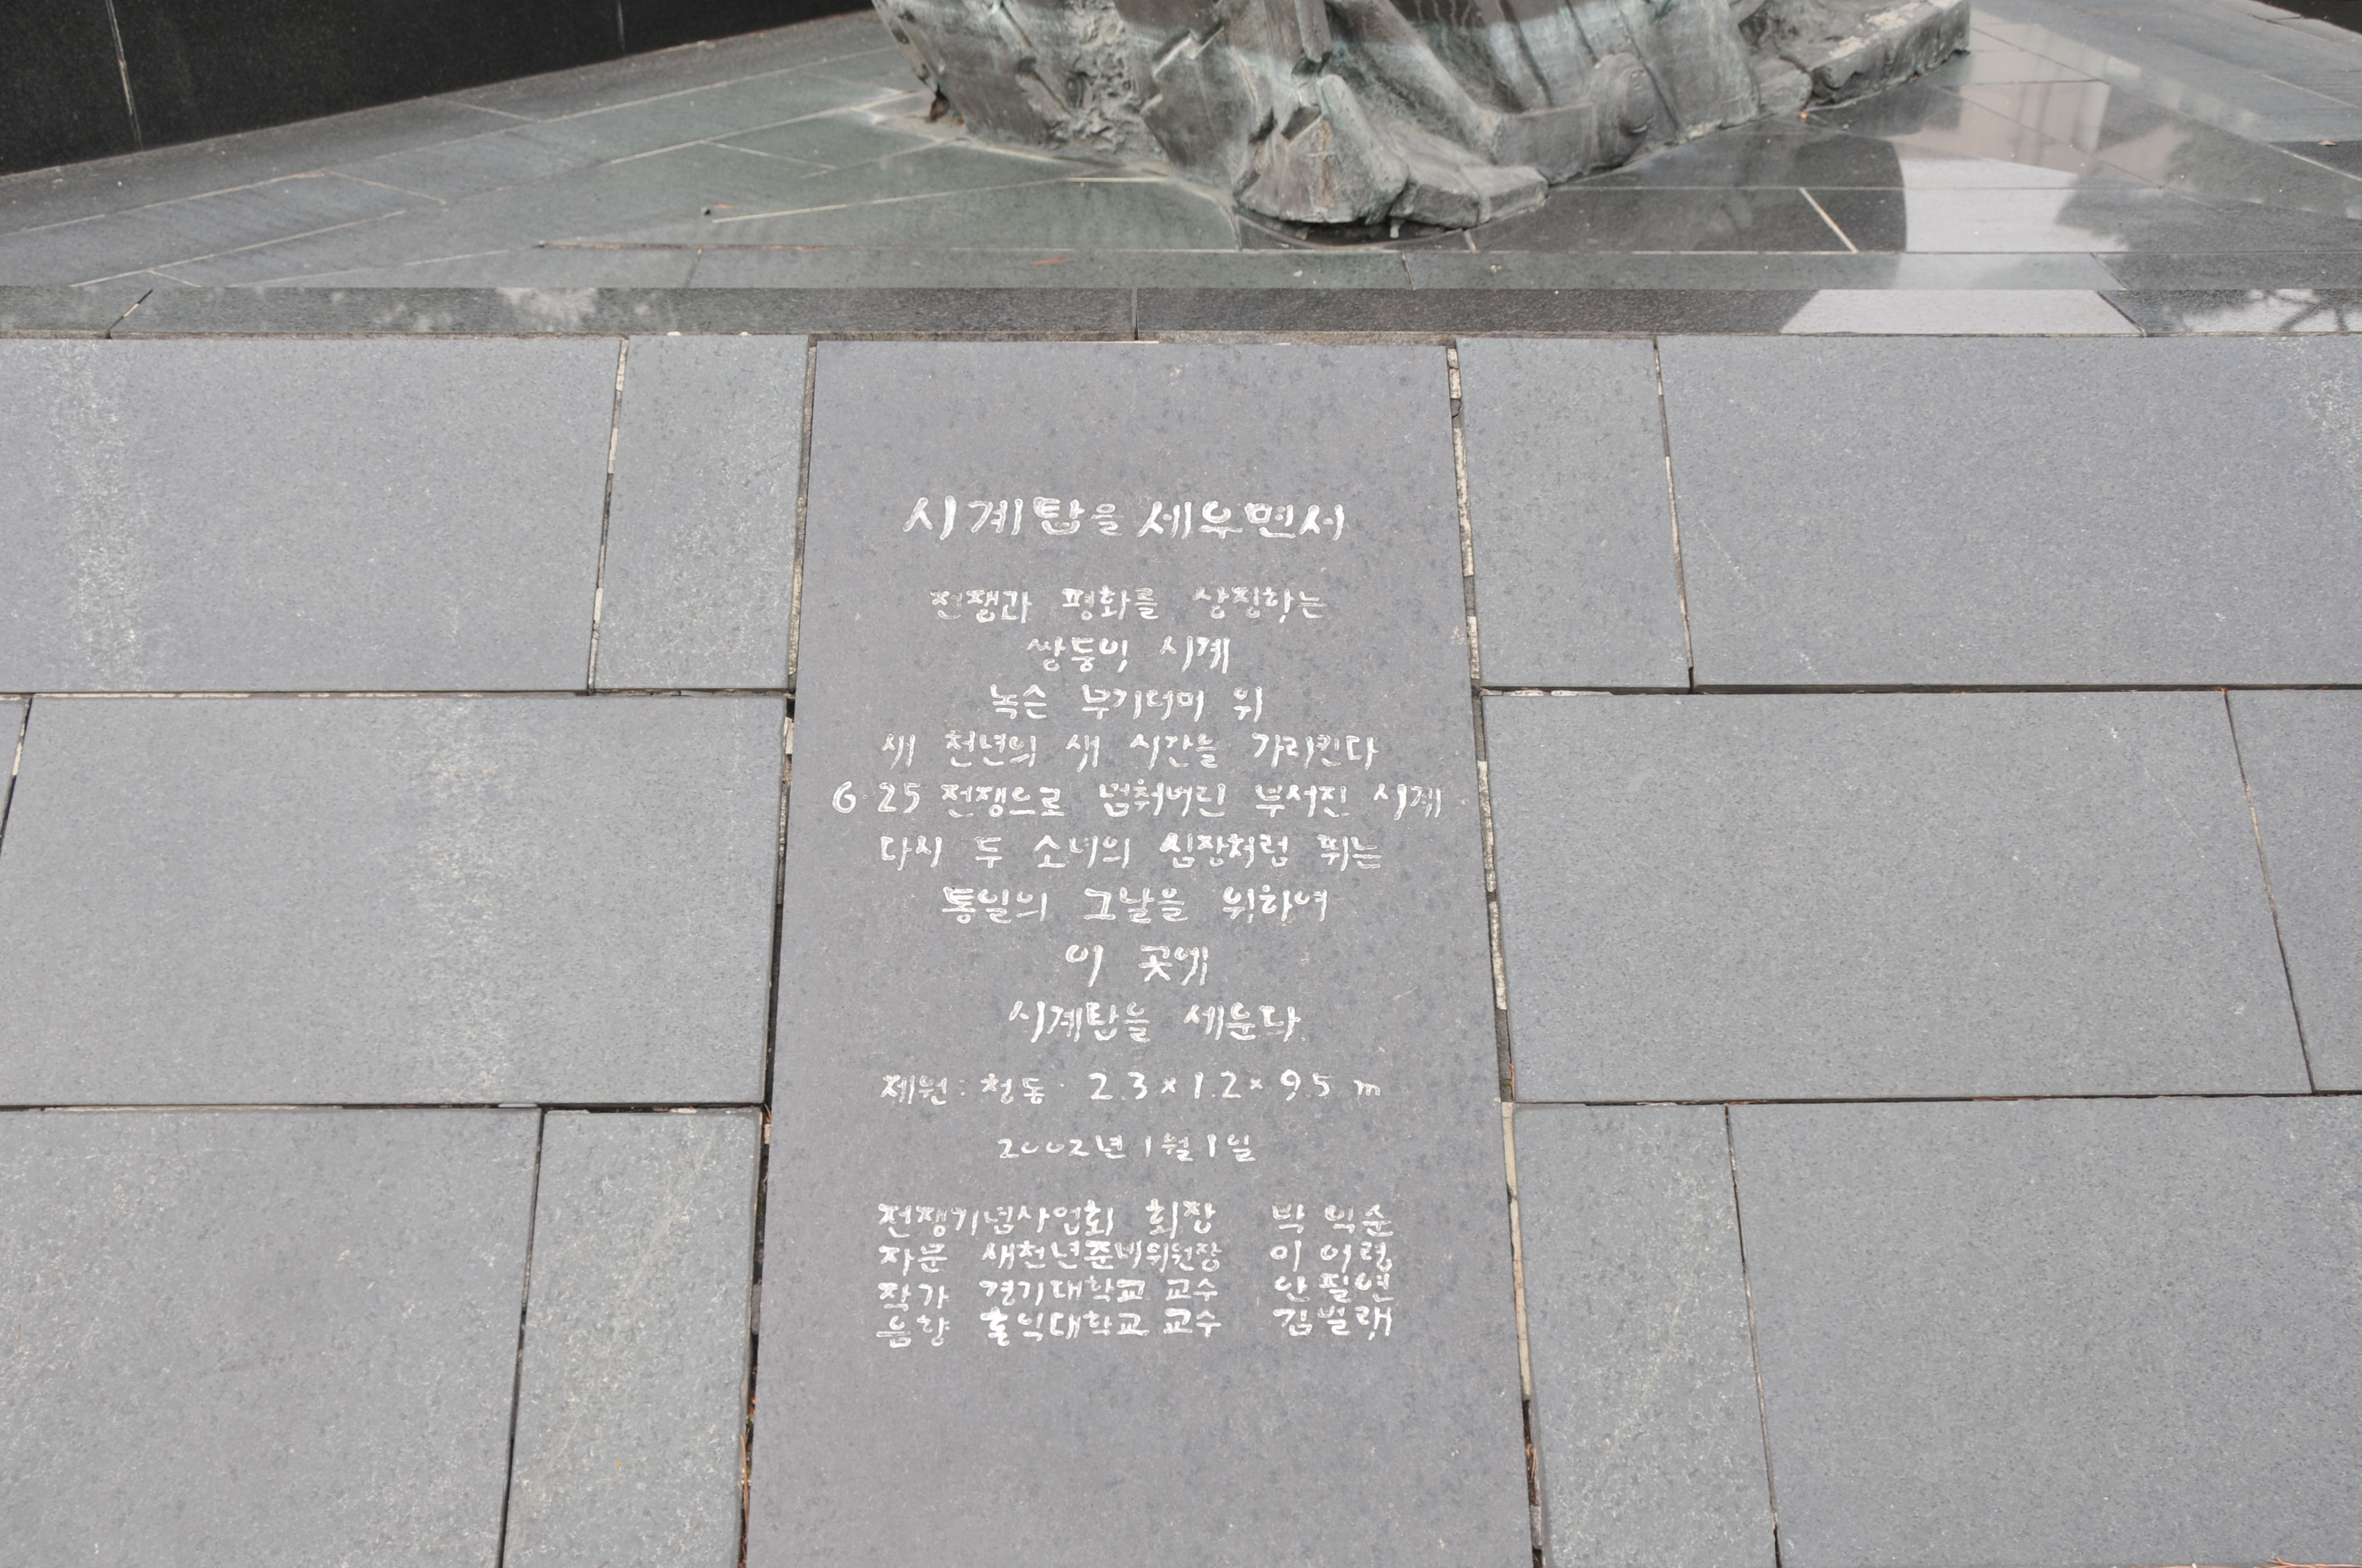 시계탑을 세우면서
전쟁과 평화를 상징하는
쌍둥이 시계
녹슨 무기더미 위
새 천년의 새 시간을 가리킨다
6·25 전쟁으로 멈춰버린 부서진 시계
다시 두 소녀의 심장처럼 뛰는
통일의 그날을 위하여
이 곳에
시계탑을 세운다.
제원 : 청동· 2.3×1.2×9.5 m
2002년 1월 1일
전쟁기념사업회 회장 박 익순
자문 새천년준비위원장 이 어령
작가 경기대학교 교수 안필연
음향 홍익대학교 교수 김벌래